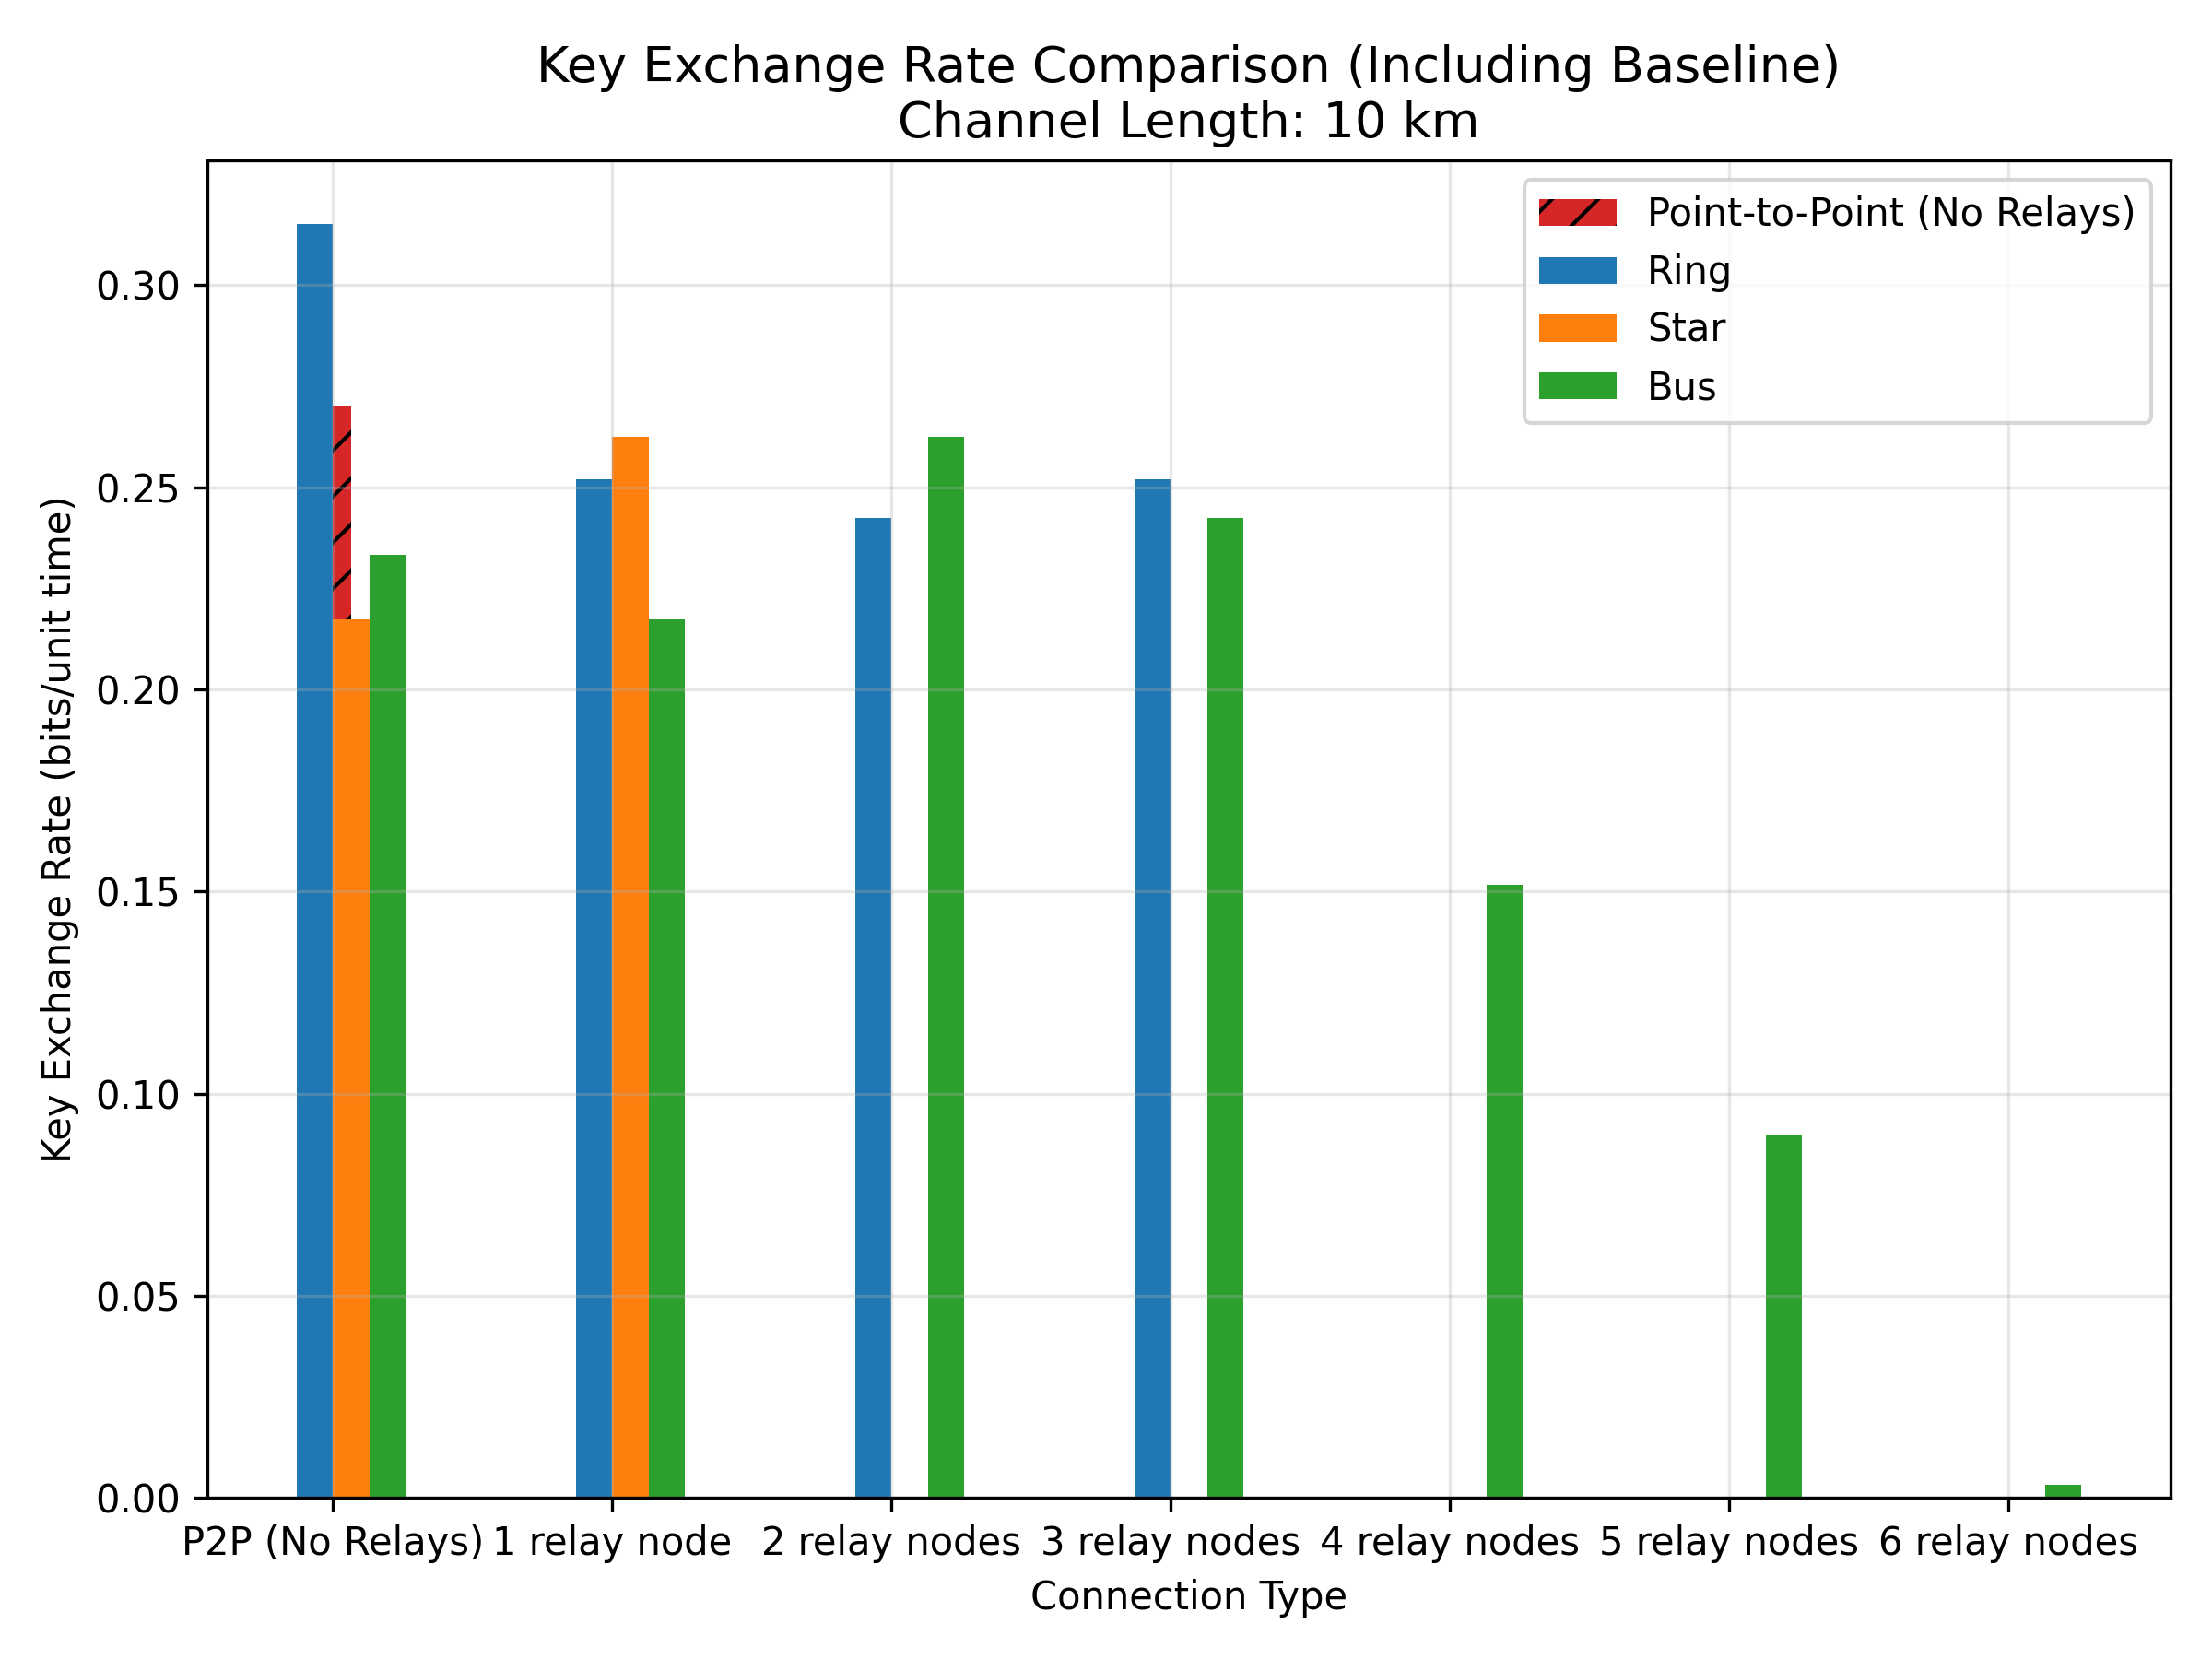 Key Exchange Rate Comparison (Including Baseline)
Channel Length: 10 km
Point-to-Point (No Relays)
Ring
Star
Bus
Key Exchange Rate (bits/unit time)
0.30
0.25
0.20
0.15
0.10
0.05
0.00
P2P (No Relays) 1 relay node 2 relay nodes 3 relay nodes 4 relay nodes 5 relay nodes 6 relay nodes
Connection Type